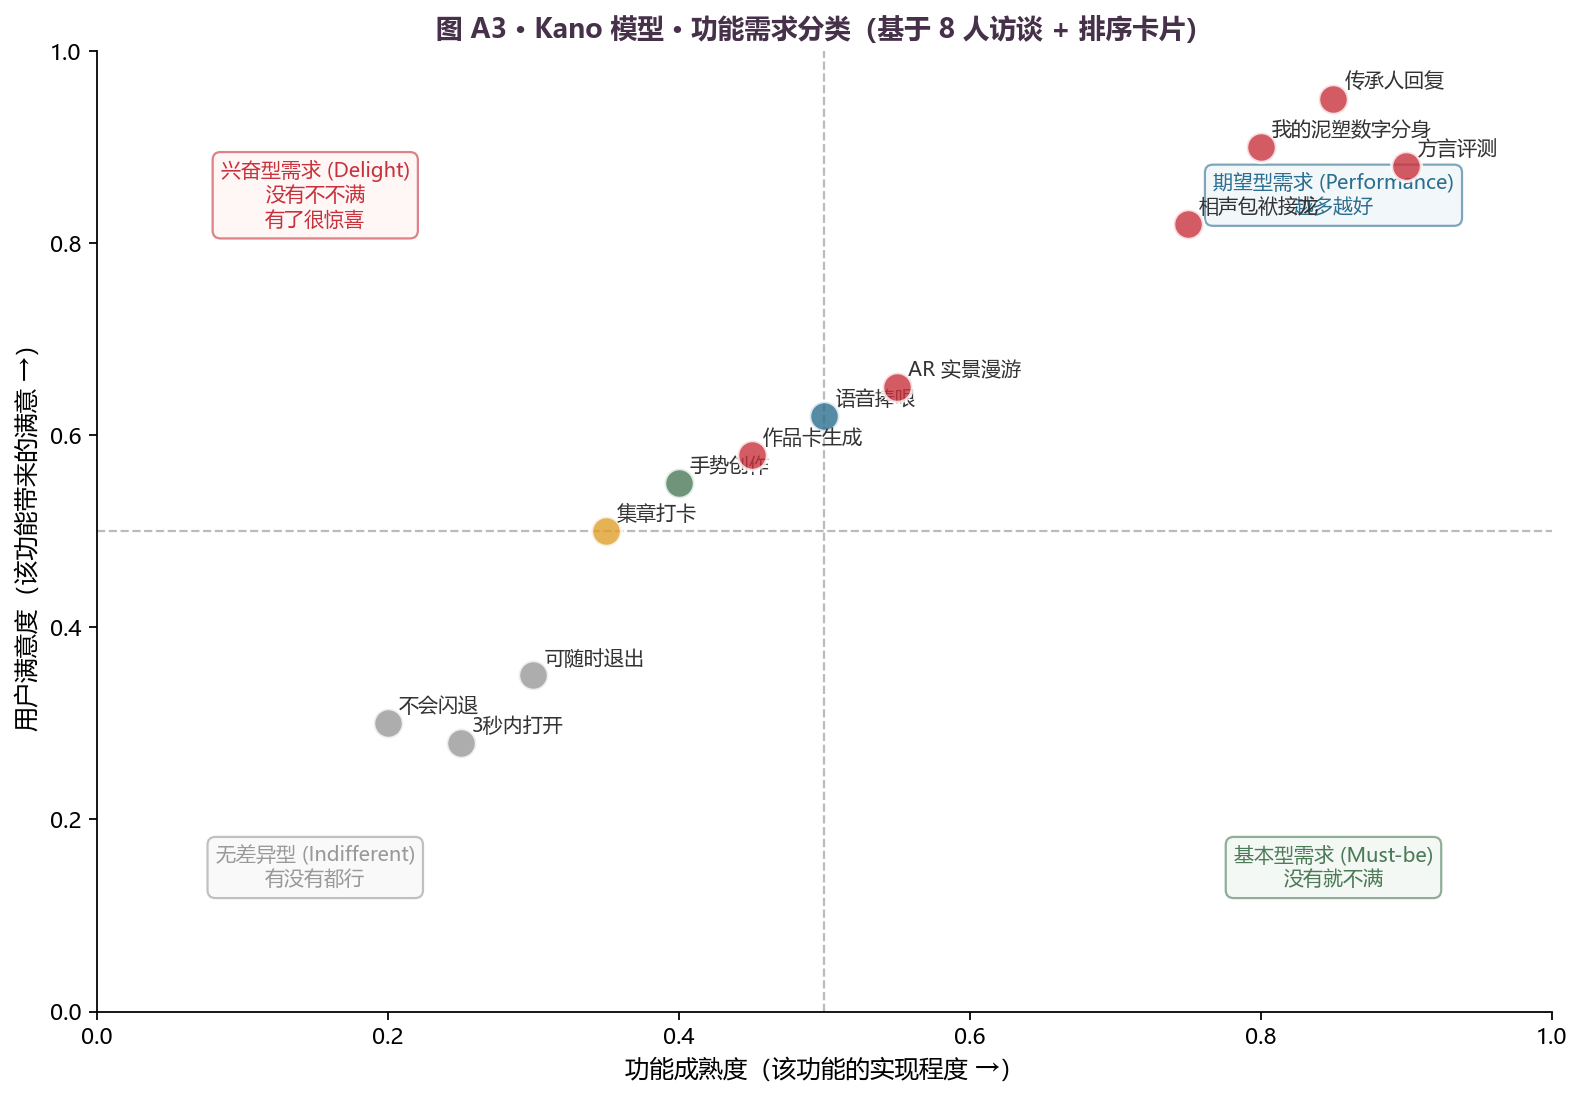 图 A3 • Kano 模型 • 功能需求分类（基于 8 人访谈 + 排序卡片）
1.0
0.8
0.6
0.4
0.2
0.0
用户满意度（该功能带来的满意 →）
传承人回复
我的泥塑数字分身
方言评测
兴奋型需求 (Delight)
没有不不满
有了很惊喜
期望型需求 (Performance)
越多越好
相声包袱接龙
AR 实景漫游
语音捧哏
作品卡生成
手势创作
集章打卡
可随时退出
不会闪退
3秒内打开
无差异型 (Indifferent)
有没有都行
基本型需求 (Must-be)
没有就不满
0.0
0.2
0.4
0.6
0.8
1.0
功能成熟度（该功能的实现程度 →）